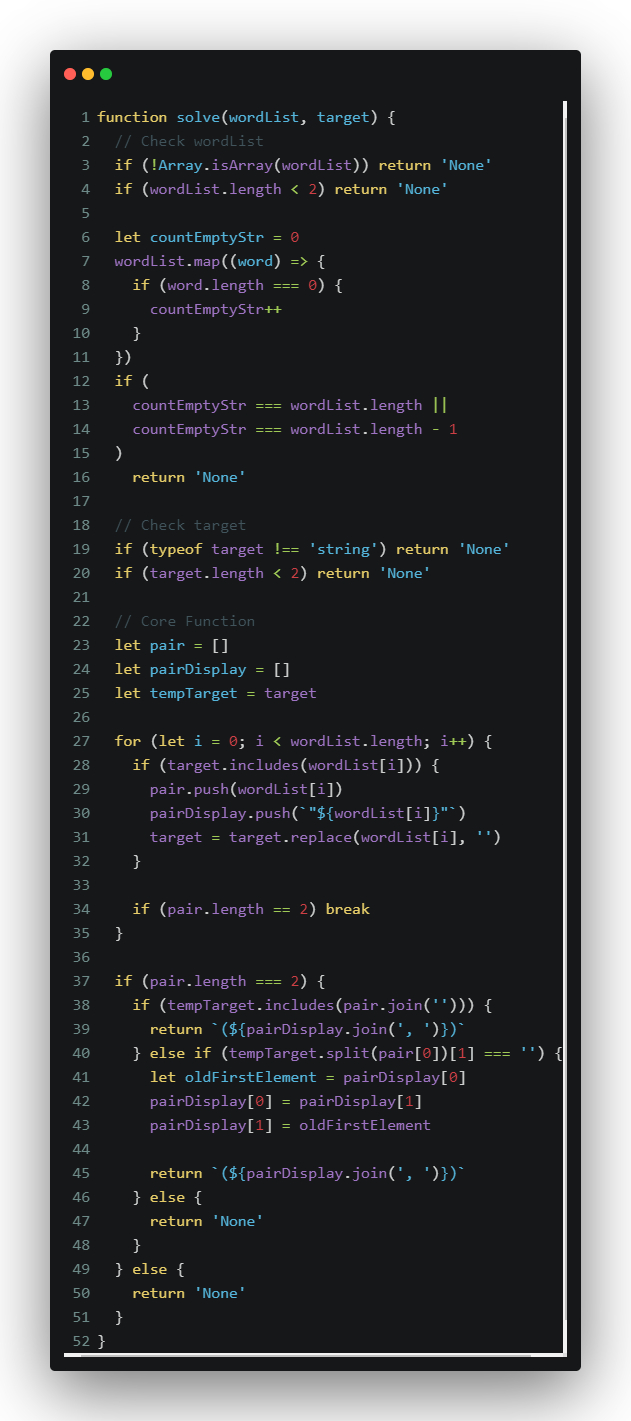 1 function solve(wordList, target) {
2   // Check wordList
3   if (!Array.isArray(wordList)) return 'None'
4   if (wordList.length < 2) return 'None'
5
6   let countEmptyStr = 0
7   wordList.map((word) => {
8     if (word.length === 0) {
9       countEmptyStr++
10     }
11   })
12   if (
13     countEmptyStr === wordList.length ||
14     countEmptyStr === wordList.length - 1
15   )
16     return 'None'
17
18   // Check target
19   if (typeof target !== 'string') return 'None'
20   if (target.length < 2) return 'None'
21
22   // Core Function
23   let pair = []
24   let pairDisplay = []
25   let tempTarget = target
26
27   for (let i = 0; i < wordList.length; i++) {
28     if (target.includes(wordList[i])) {
29       pair.push(wordList[i])
30       pairDisplay.push(`"${wordList[i]}"`)
31       target = target.replace(wordList[i], '')
32     }
33
34     if (pair.length == 2) break
35   }
36
37   if (pair.length === 2) {
38     if (tempTarget.includes(pair.join(''))) {
39       return `(${pairDisplay.join(', ')})`
40     } else if (tempTarget.split(pair[0])[1] === '') {
41       let oldFirstElement = pairDisplay[0]
42       pairDisplay[0] = pairDisplay[1]
43       pairDisplay[1] = oldFirstElement
44
45       return `(${pairDisplay.join(', ')})`
46     } else {
47       return 'None'
48     }
49   } else {
50     return 'None'
51   }
52 }